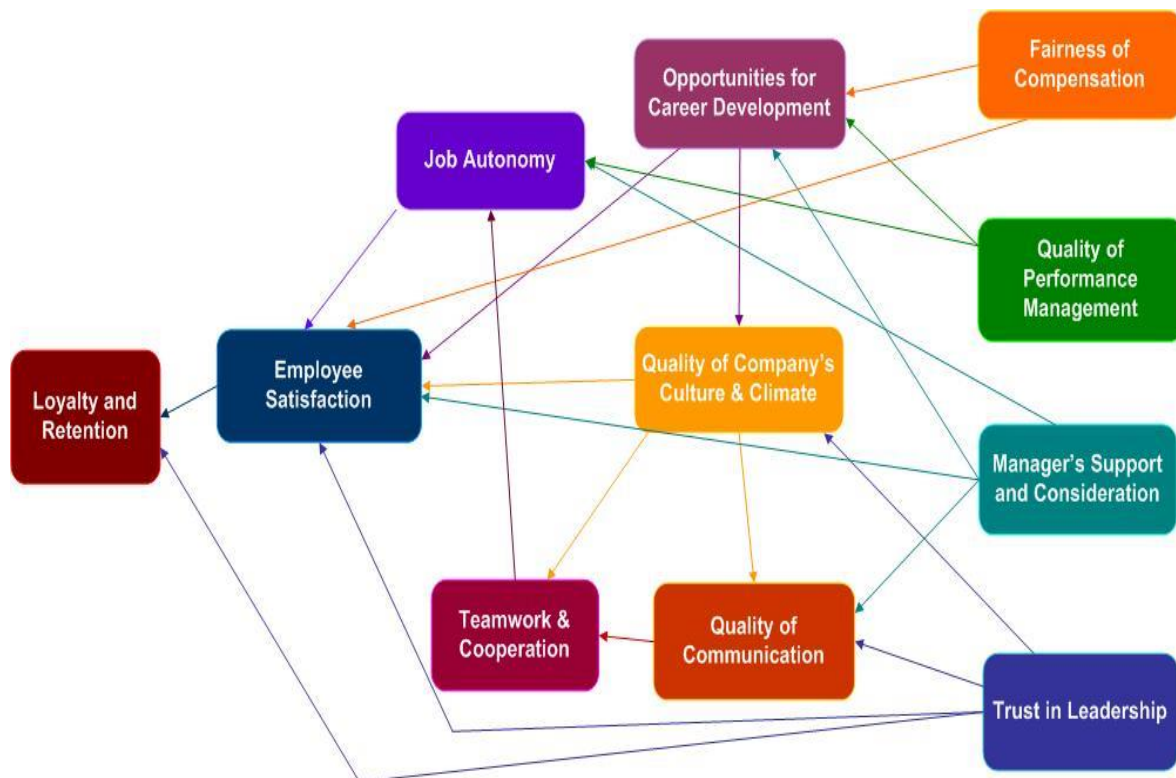 Fairness of
Compensation
Opportunities for
Career Development
Job Autonomy
Quality of
Performance
Management
Employee
Satisfaction
Quality of Company's
Culture & Climate
Loyalty and
Retention
Manager's Support
and Consideration
Teamwork &
Cooperation
Quality of
Communication
Trust in Leadership